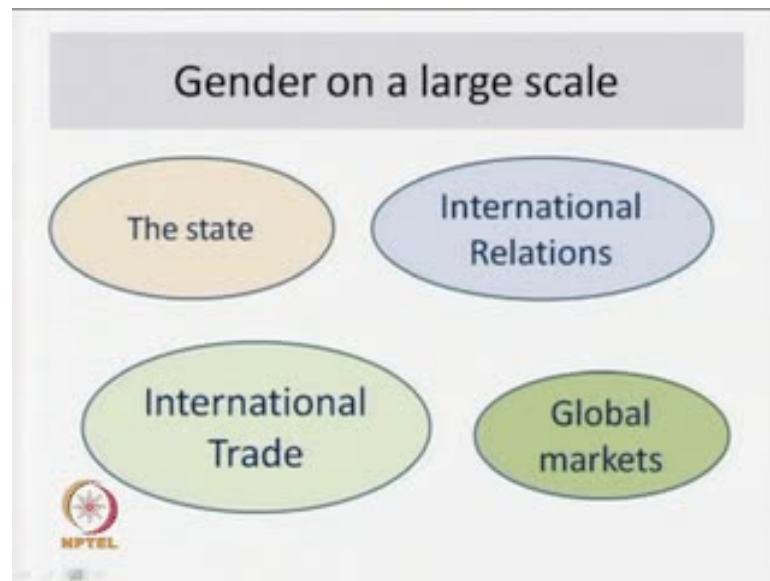 Gender on a large scale
The state
International
Relations
International
Trade
Global
markets
NPTEL